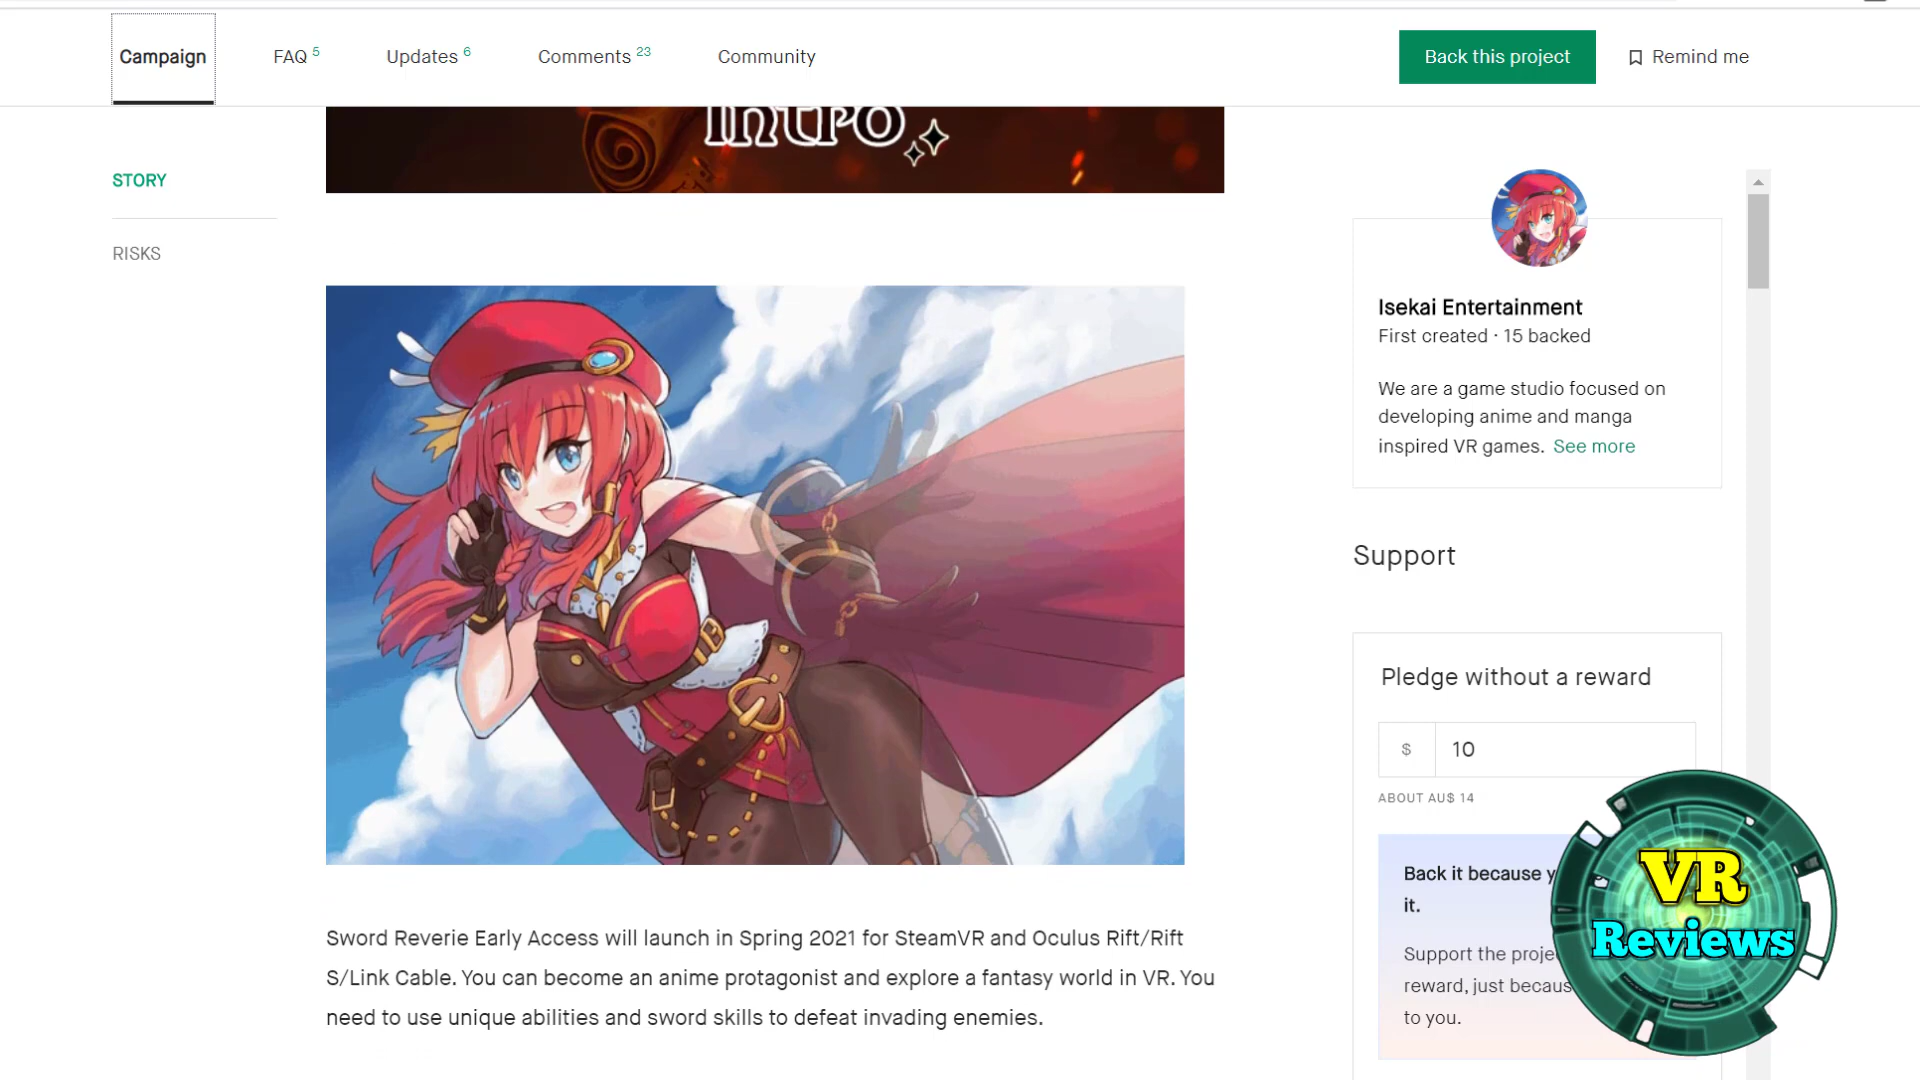 Campaign
FAQ 5
Updates 6
Comments 23
Community
Back this project
Remind me
Intro
STORY
RISKS
Isekai Entertainment
First created · 15 backed
We are a game studio focused on
developing anime and manga
inspired VR games. See more
Support
Pledge without a reward
$ 10
ABOUT AU$ 14
Back it because y
it.
Support the proje
reward, just becaus
to you.
VR
Reviews
Sword Reverie Early Access will launch in Spring 2021 for SteamVR and Oculus Rift/Rift
S/Link Cable. You can become an anime protagonist and explore a fantasy world in VR. You
need to use unique abilities and sword skills to defeat invading enemies.